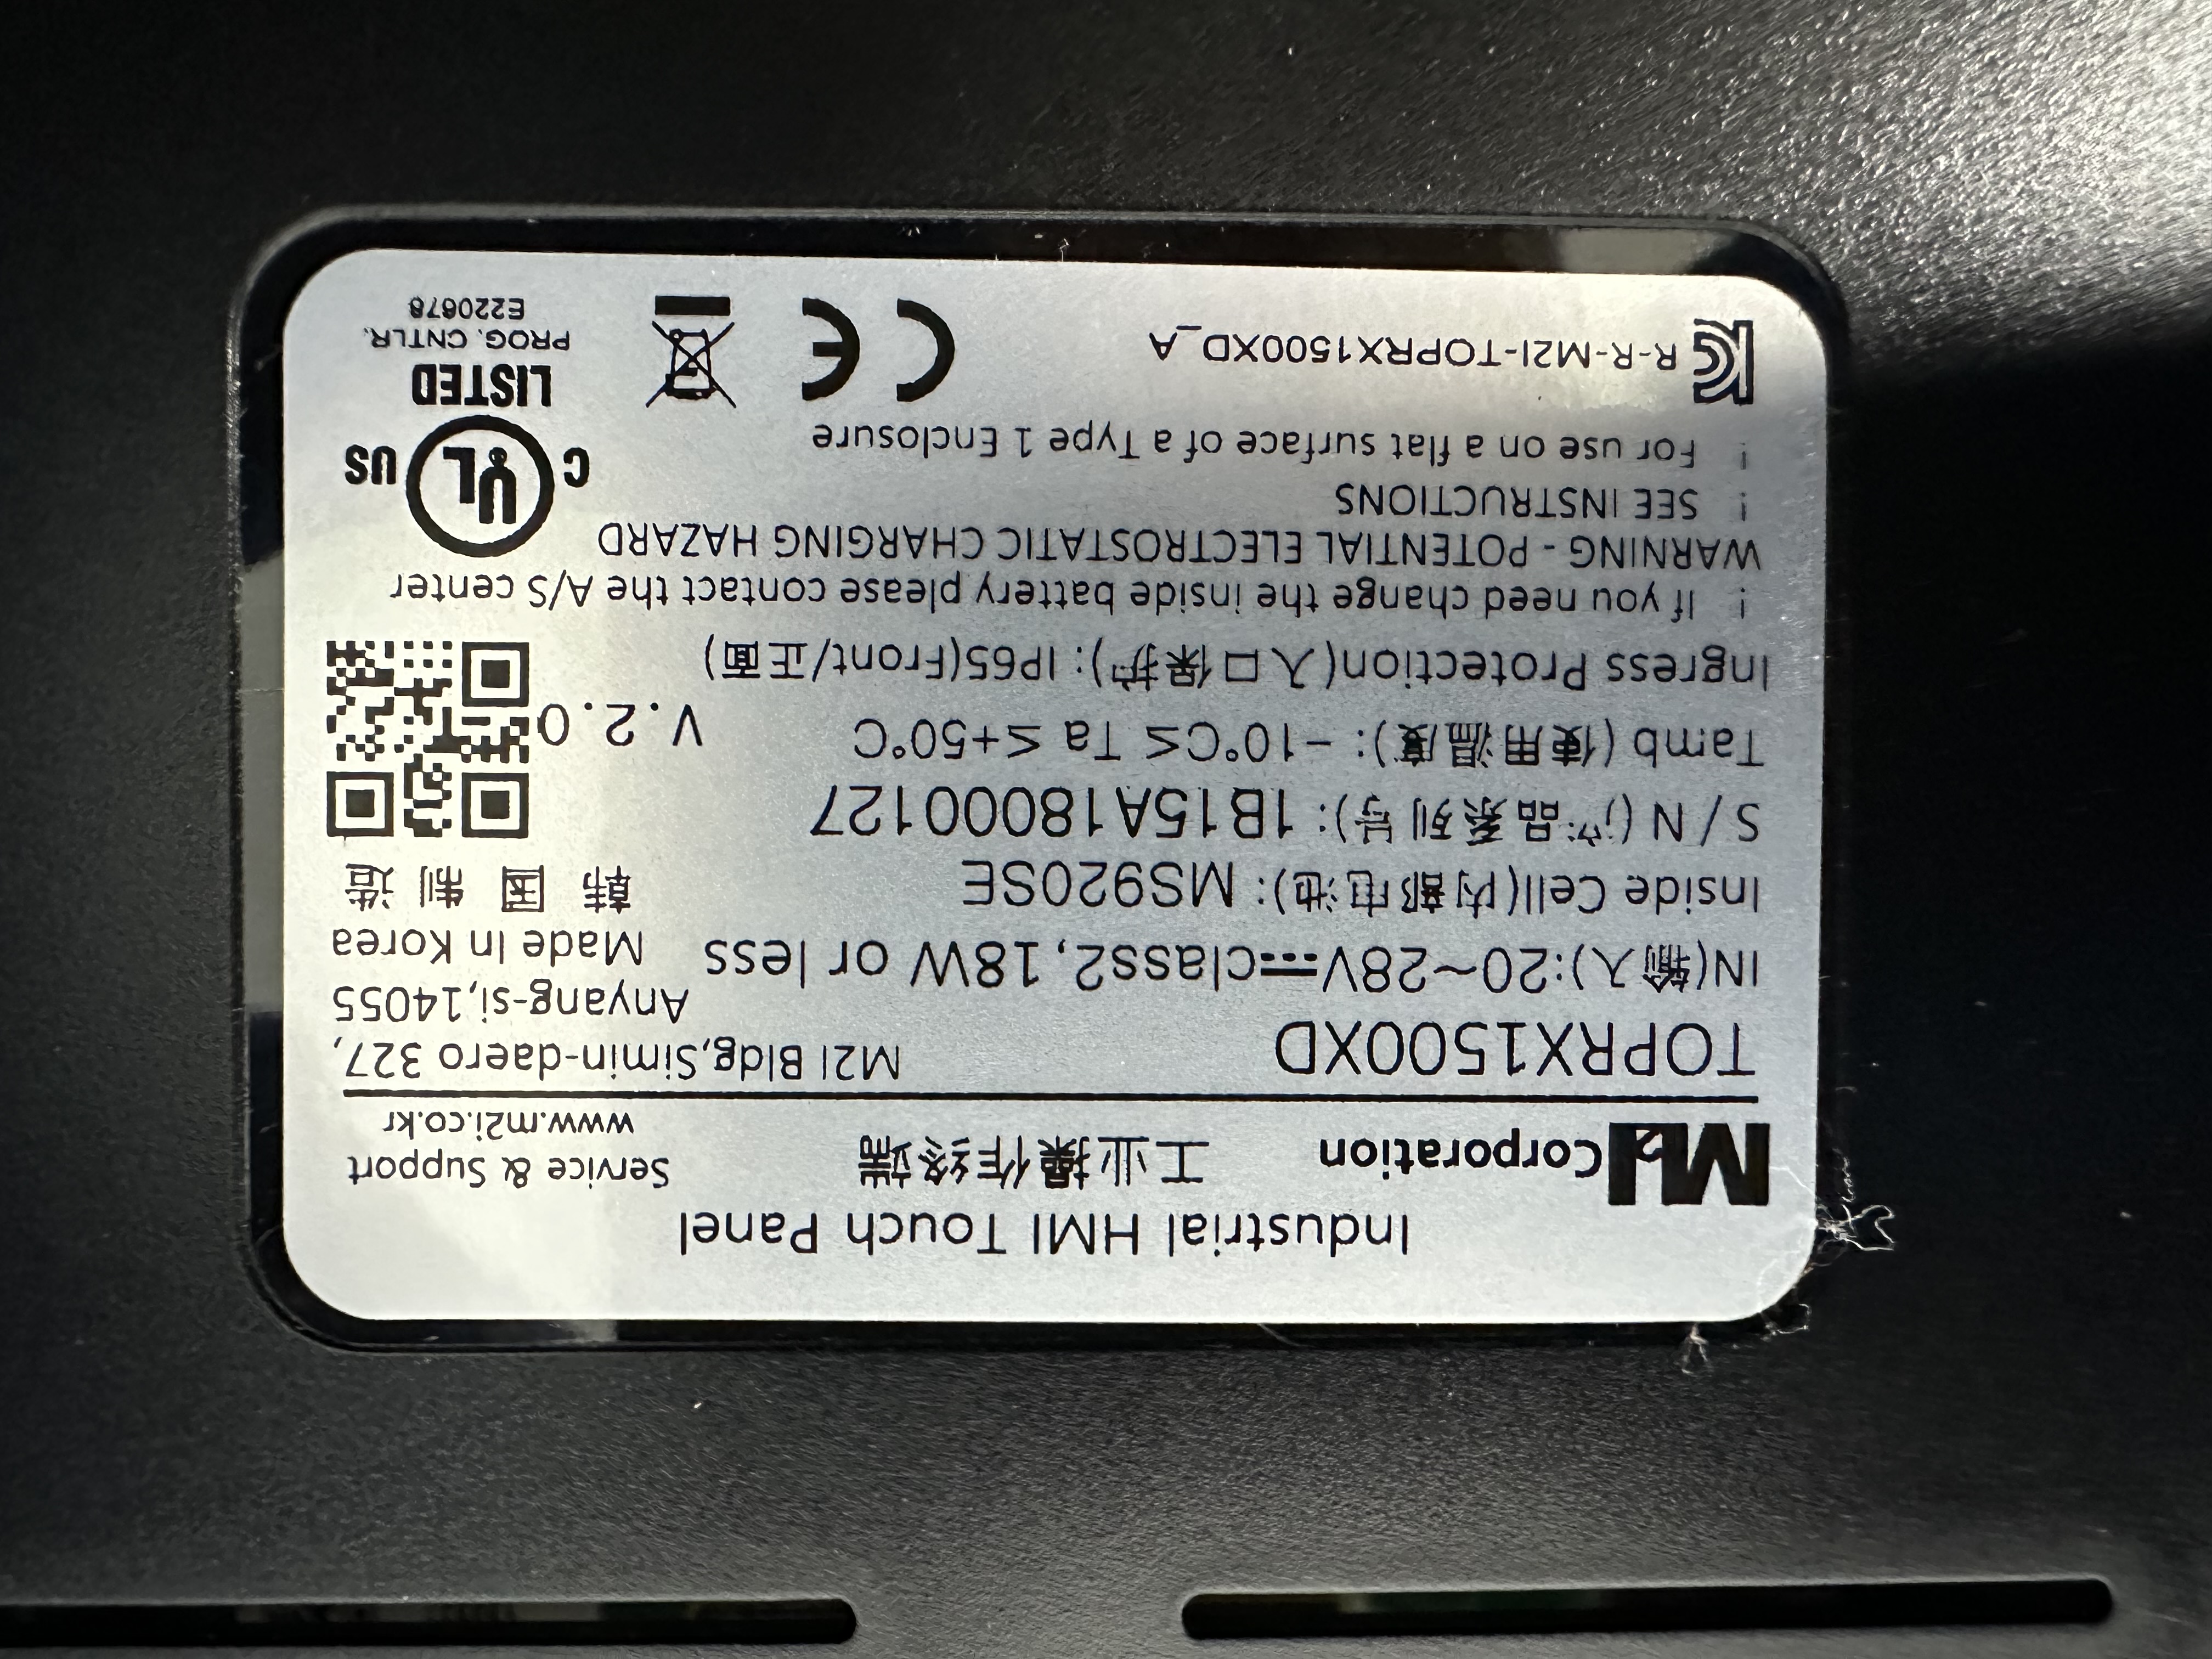 Industrial HMI Touch Panel
M2I Corporation
工业操作终端
Service & Support
www.m2i.co.kr
TOPRX1500XD
M2I Bldg,Simin-daero 327,
Anyang-si,14055
IN(输入):20~28V⎓class2, 18W or less
Made In Korea
Inside Cell(内部电池): MS920SE
韩 国 制 造
S/N(产品系列号): 1B15A18000127
Tamb(使用温度): -10°C≤ Ta ≤+50°C
V.2.0
Ingress Protection(入口保护): IP65(Front/正面)
! If you need change the inside battery please contact the A/S center
WARNING - POTENTIAL ELECTROSTATIC CHARGING HAZARD
! SEE INSTRUCTIONS
! For use on a flat surface of a Type 1 Enclosure
C UL US
LISTED
PROG. CNTLR.
E220678
R-R-M2I-TOPRX1500XD_A
CE